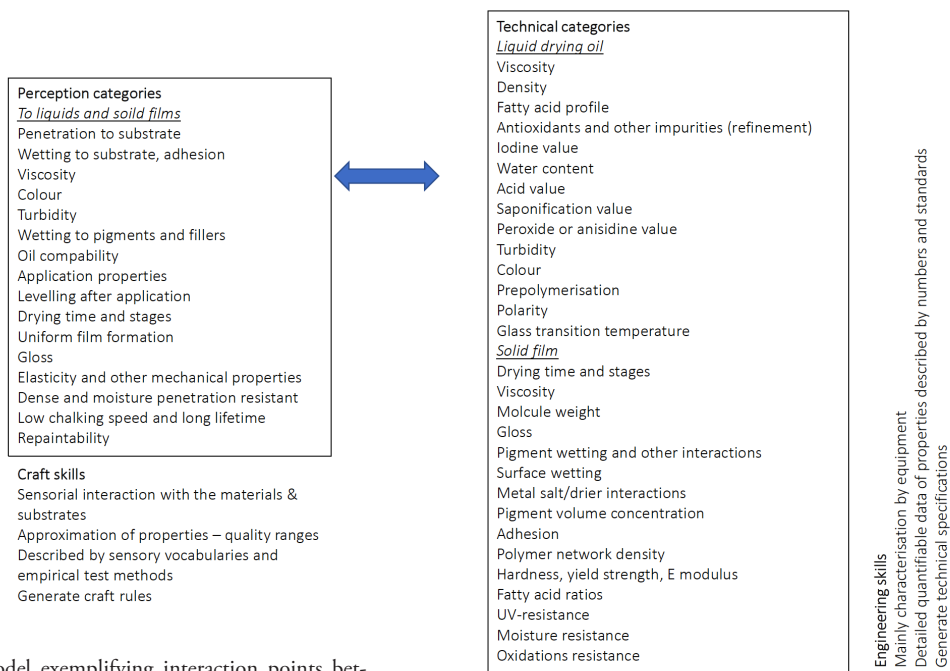 Perception categories
To liquids and soild films
Penetration to substrate
Wetting to substrate, adhesion
Viscosity
Colour
Turbidity
Wetting to pigments and fillers
Oil compability
Application properties
Levelling after application
Drying time and stages
Uniform film formation
Gloss
Elasticity and other mechanical properties
Dense and moisture penetration resistant
Low chalking speed and long lifetime
Repaintability
Craft skills
Sensorial interaction with the materials &
substrates
Approximation of properties – quality ranges
Described by sensory vocabularies and
empirical test methods
Generate craft rules
Technical categories
Liquid drying oil
Viscosity
Density
Fatty acid profile
Antioxidants and other impurities (refinement)
Iodine value
Water content
Acid value
Saponification value
Peroxide or anisidine value
Turbidity
Colour
Prepolymerisation
Polarity
Glass transition temperature
Solid film
Drying time and stages
Viscosity
Molcule weight
Gloss
Pigment wetting and other interactions
Surface wetting
Metal salt/drier interactions
Pigment volume concentration
Adhesion
Polymer network density
Hardness, yield strength, E modulus
Fatty acid ratios
UV-resistance
Moisture resistance
Oxidations resistance
Engineering skills
Mainly characterisation by equipment
Detailed quantifiable data of properties described by numbers and standards
Generate technical specifications
odel exemplifying interaction points bet-